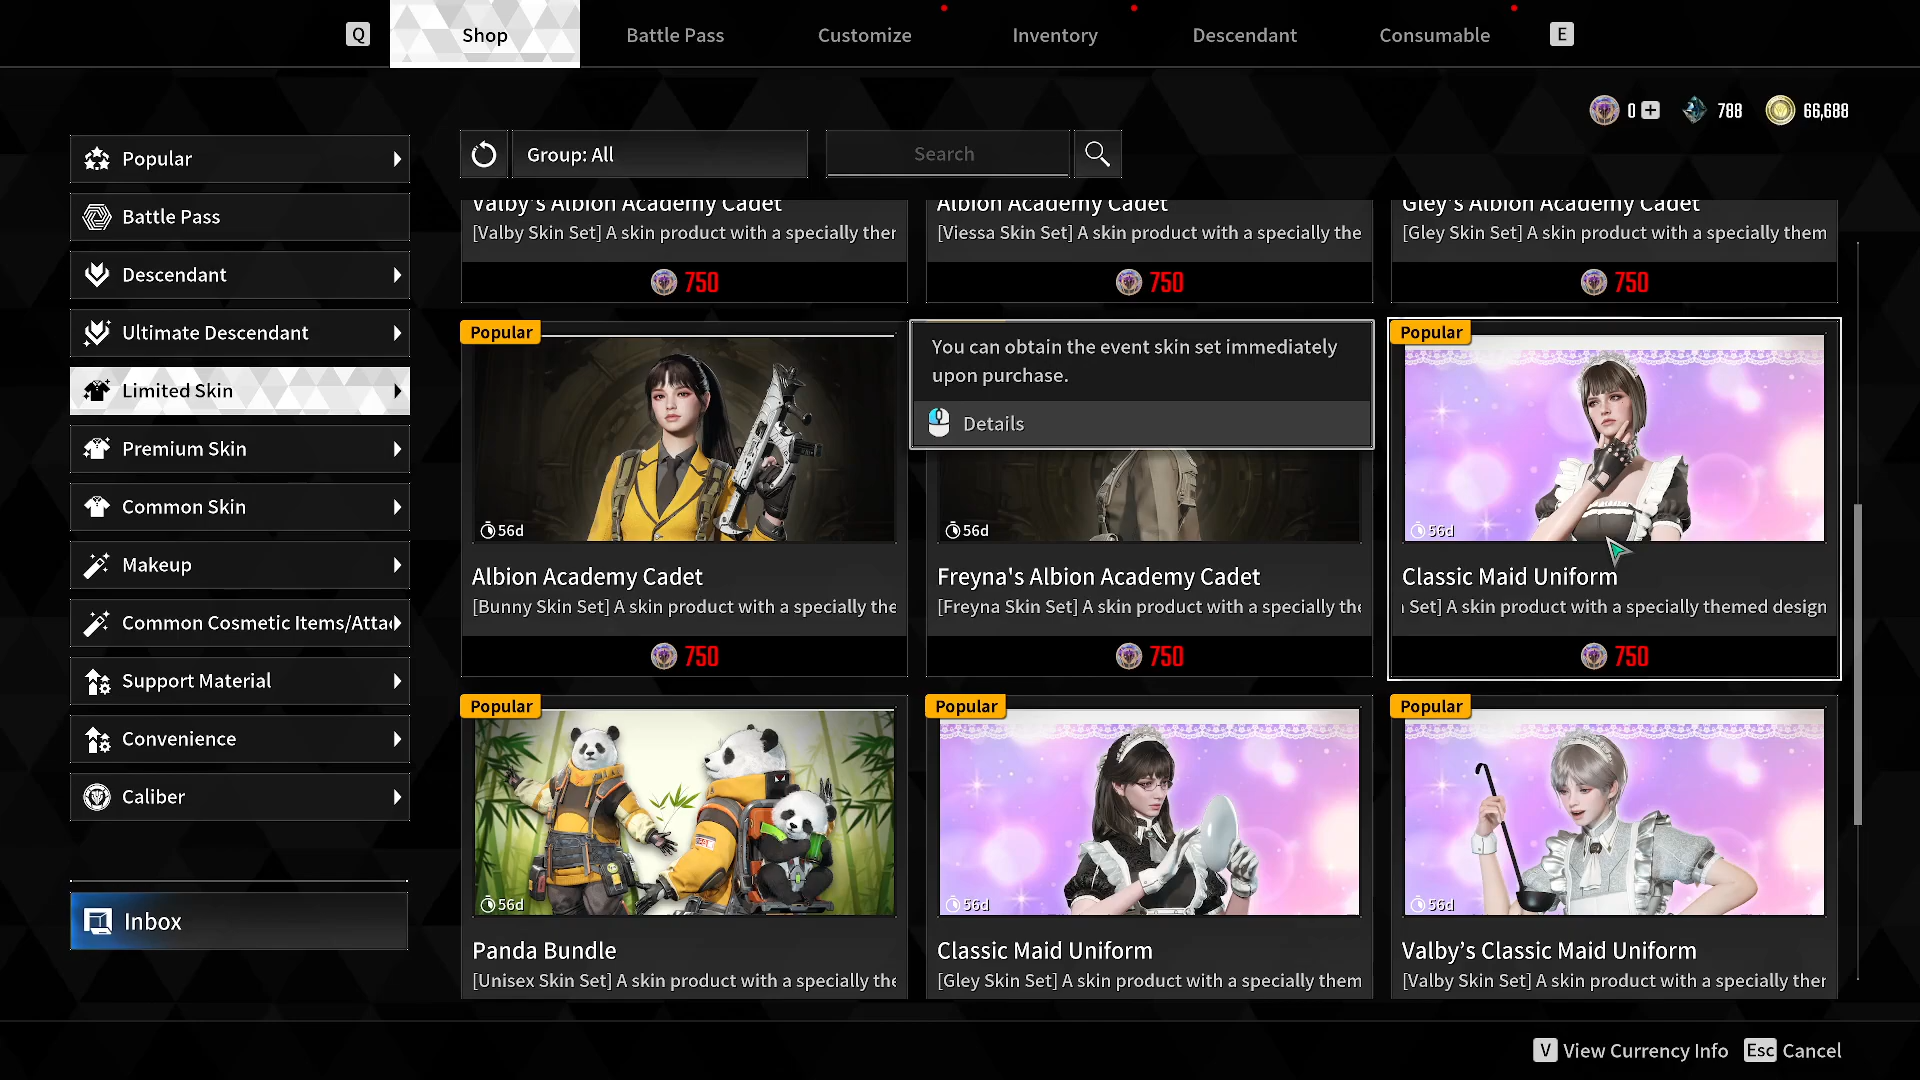 Q
Shop
Battle Pass
Customize
Inventory
Descendant
Consumable
E
0
788
66,688
Popular
Battle Pass
Descendant
Ultimate Descendant
Limited Skin
Premium Skin
Common Skin
Makeup
Common Cosmetic Items/Atta
Support Material
Convenience
Caliber
Inbox
Group: All
Search
Valby's Albion Academy Cadet
[Valby Skin Set] A skin product with a specially ther
750
Albion Academy Cadet
[Viessa Skin Set] A skin product with a specially the
750
Gley's Albion Academy Cadet
[Gley Skin Set] A skin product with a specially them
750
Popular
56d
Albion Academy Cadet
[Bunny Skin Set] A skin product with a specially the
750
You can obtain the event skin set immediately
upon purchase.
Details
56d
Freyna's Albion Academy Cadet
[Freyna Skin Set] A skin product with a specially the
750
Popular
56d
Classic Maid Uniform
Set] A skin product with a specially themed design
750
Popular
56d
Panda Bundle
[Unisex Skin Set] A skin product with a specially the
Popular
56d
Classic Maid Uniform
[Gley Skin Set] A skin product with a specially them
Popular
56d
Valby’s Classic Maid Uniform
[Valby Skin Set] A skin product with a specially ther
V View Currency Info
Esc Cancel